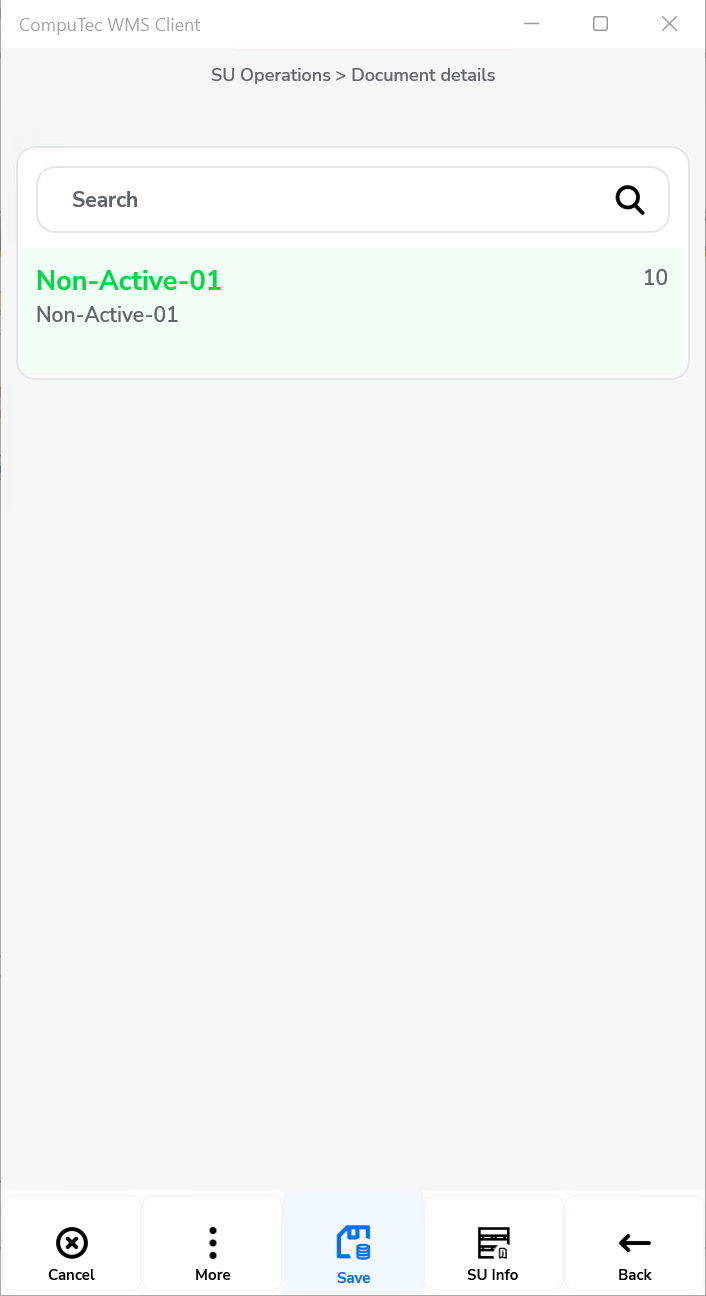 CompuTec WMS Client
SU Operations > Document details
Search
Non-Active-01
10
Non-Active-01
Cancel
More
Save
SU Info
Back